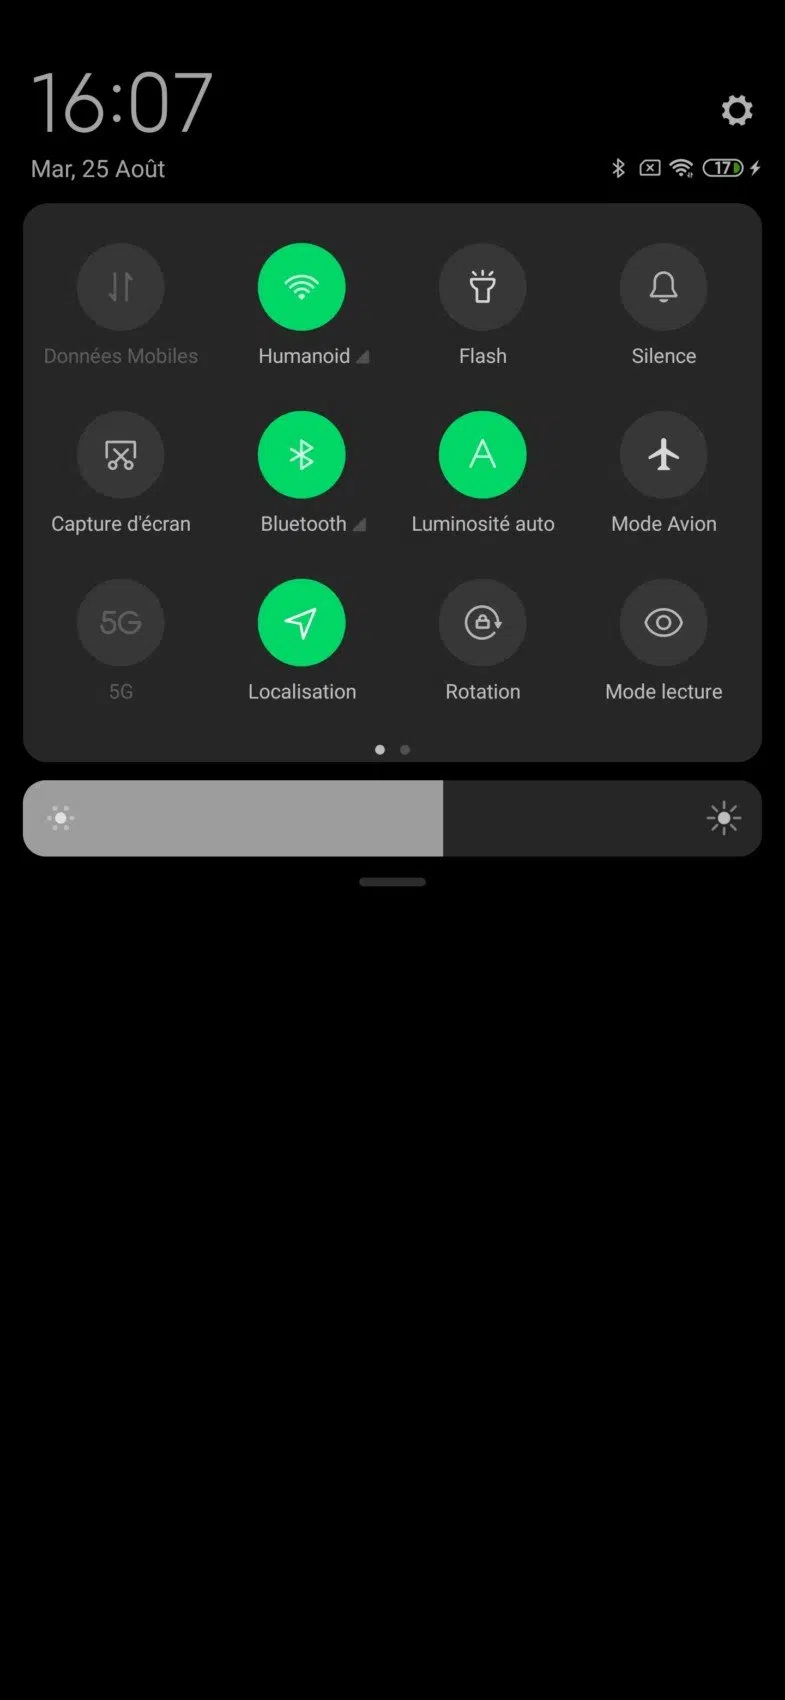 16:07
Mar, 25 Août
17
Données Mobiles
Humanoid
Flash
Silence
Capture d'écran
A
Bluetooth
Luminosité auto
Mode Avion
5G
5G
Localisation
Rotation
Mode lecture